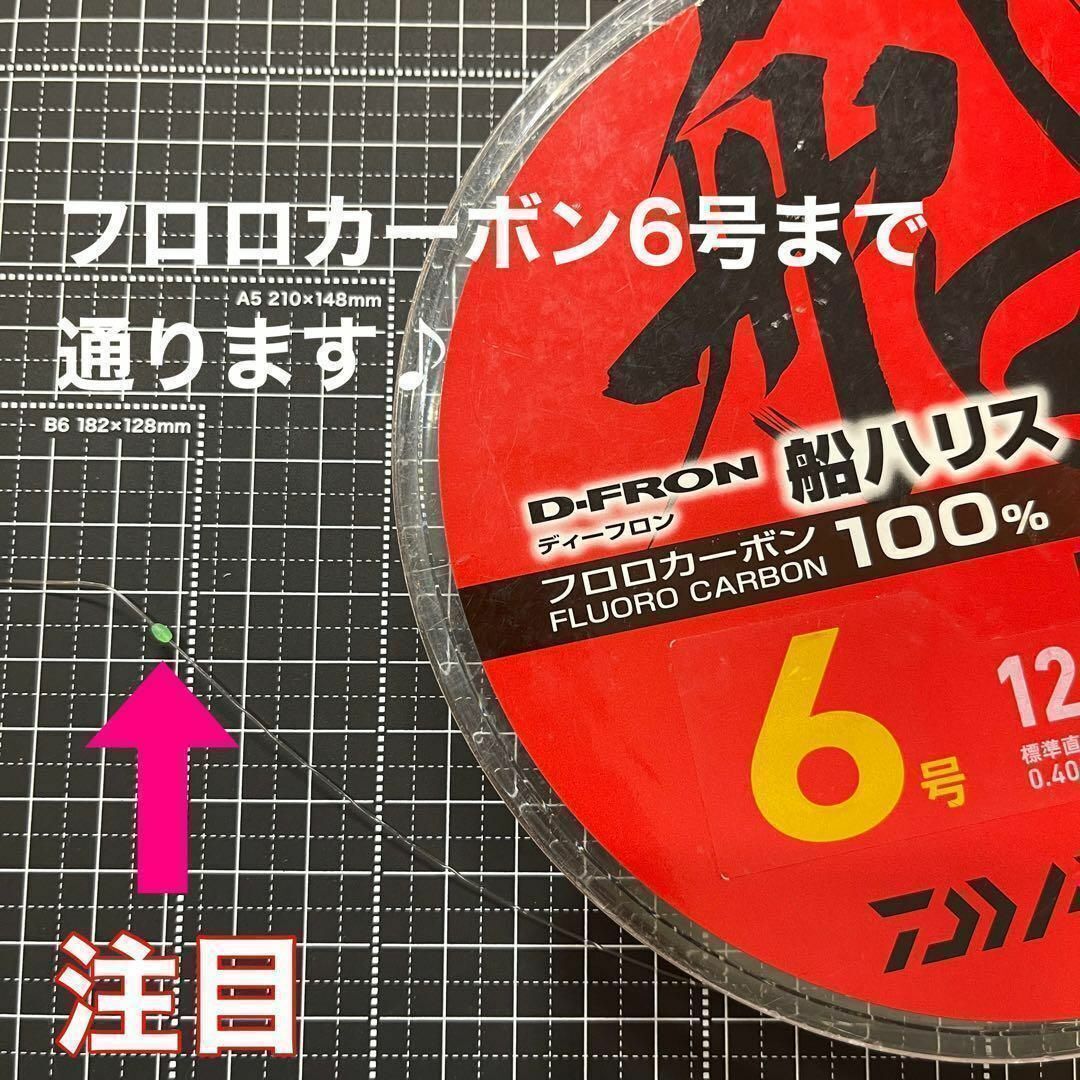 フロロカーボン6号まで
通ります♪
A5 210×148mm
B6 182×128mm
D-FRON 船ハリス
ディーフロン
フロロカーボン 100%
FLUORO CARBON
6号
12
標準直
0.40
注目